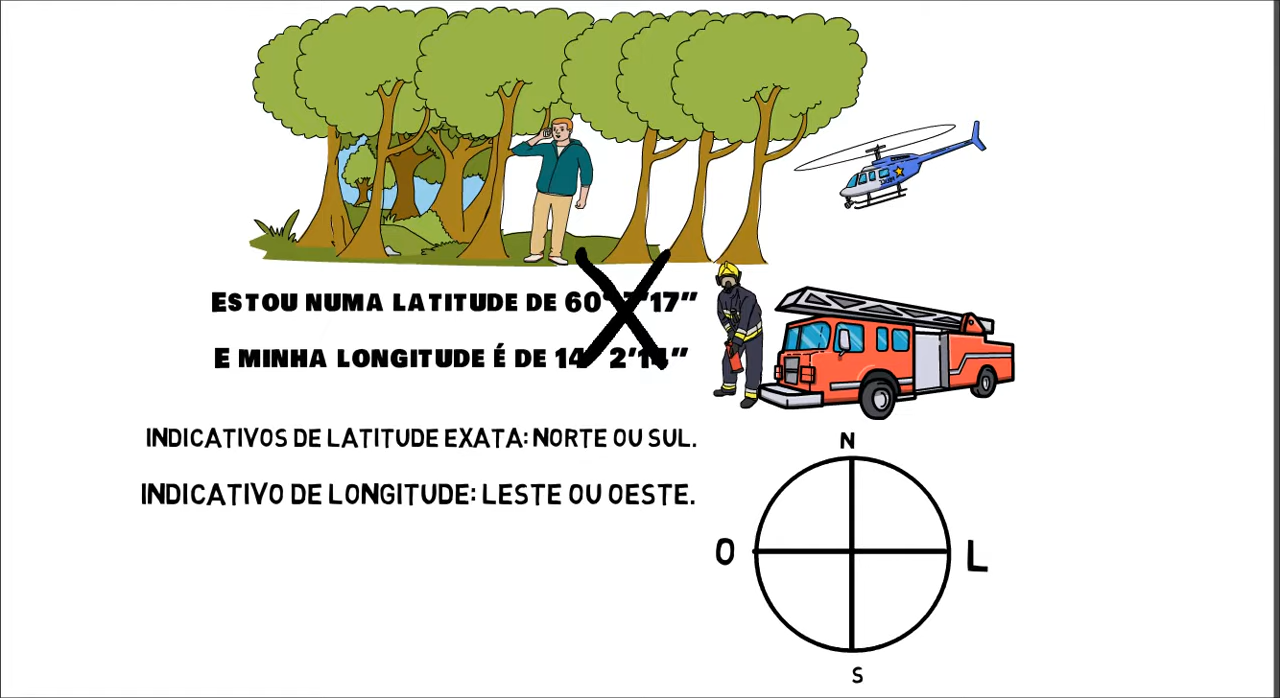 ESTOU NUMA LATITUDE DE 60° 17”
E MINHA LONGITUDE É DE 2’14”
INDICATIVOS DE LATITUDE EXATA: NORTE OU SUL.
N
INDICATIVO DE LONGITUDE: LESTE OU OESTE.
O
L
S